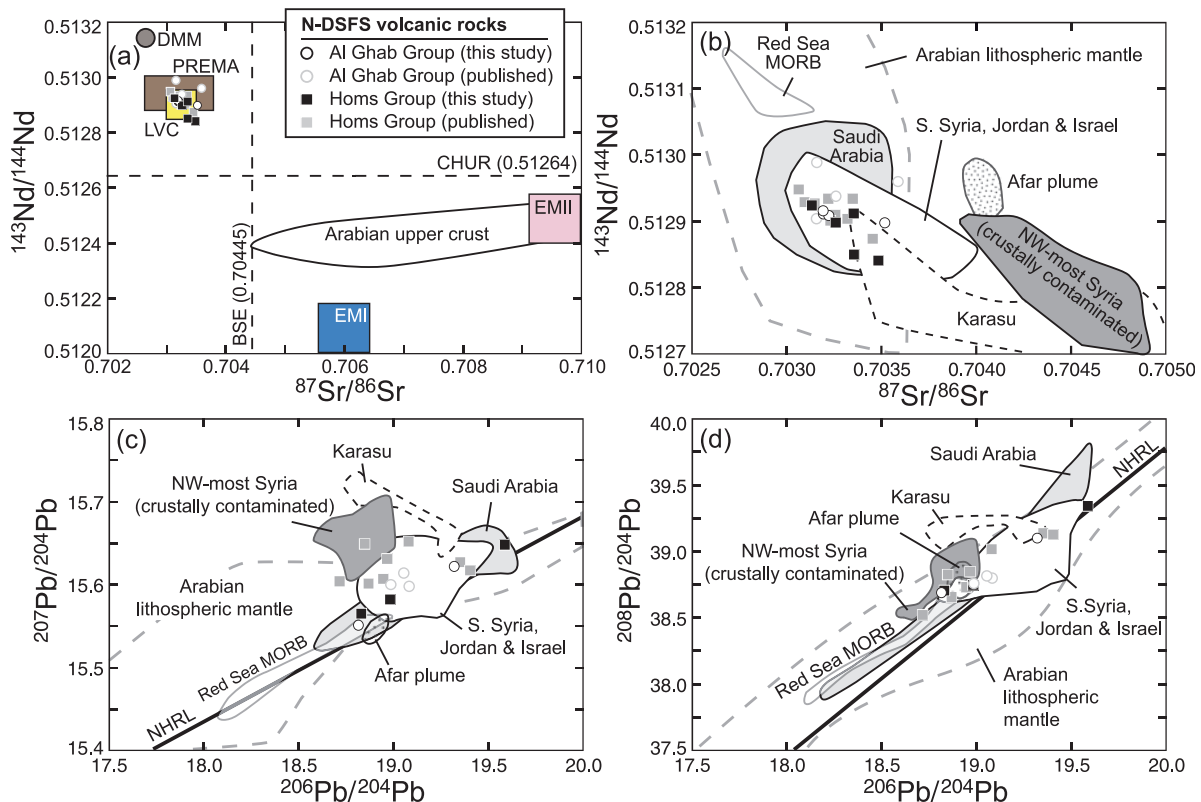 (a)
0.5132
0.5130
0.5128
0.5126
0.5124
0.5122
0.5120
143Nd/144Nd
DMM
PREMA
LVC
N-DSFS volcanic rocks
Al Ghab Group (this study)
Al Ghab Group (published)
Homs Group (this study)
Homs Group (published)
CHUR (0.51264)
BSE (0.70445)
Arabian upper crust
EMII
EMI
0.702
0.704
0.706
0.708
0.710
87Sr/86Sr
(b)
0.5132
0.5131
0.5130
0.5129
0.5128
0.5127
143Nd/144Nd
Red Sea
MORB
Arabian lithospheric mantle
Saudi
Arabia
S. Syria, Jordan & Israel
Afar plume
NW-most Syria
(crustally contaminated)
Karasu
0.7025
0.7030
0.7035
0.7040
0.7045
0.7050
87Sr/86Sr
(c)
15.8
15.7
15.6
15.5
15.4
207Pb/204Pb
Karasu
NW-most Syria
(crustally contaminated)
Saudi Arabia
Arabian
lithospheric mantle
S. Syria,
Jordan & Israel
Red Sea MORB
Afar plume
NHRL
17.5
18.0
18.5
19.0
19.5
20.0
206Pb/204Pb
(d)
40.0
39.5
39.0
38.5
38.0
37.5
208Pb/204Pb
Saudi Arabia
NHRL
Karasu
Afar plume
NW-most Syria
(crustally contaminated)
S.Syria,
Jordan & Israel
Red Sea MORB
Arabian
lithospheric
mantle
17.5
18.0
18.5
19.0
19.5
20.0
206Pb/204Pb